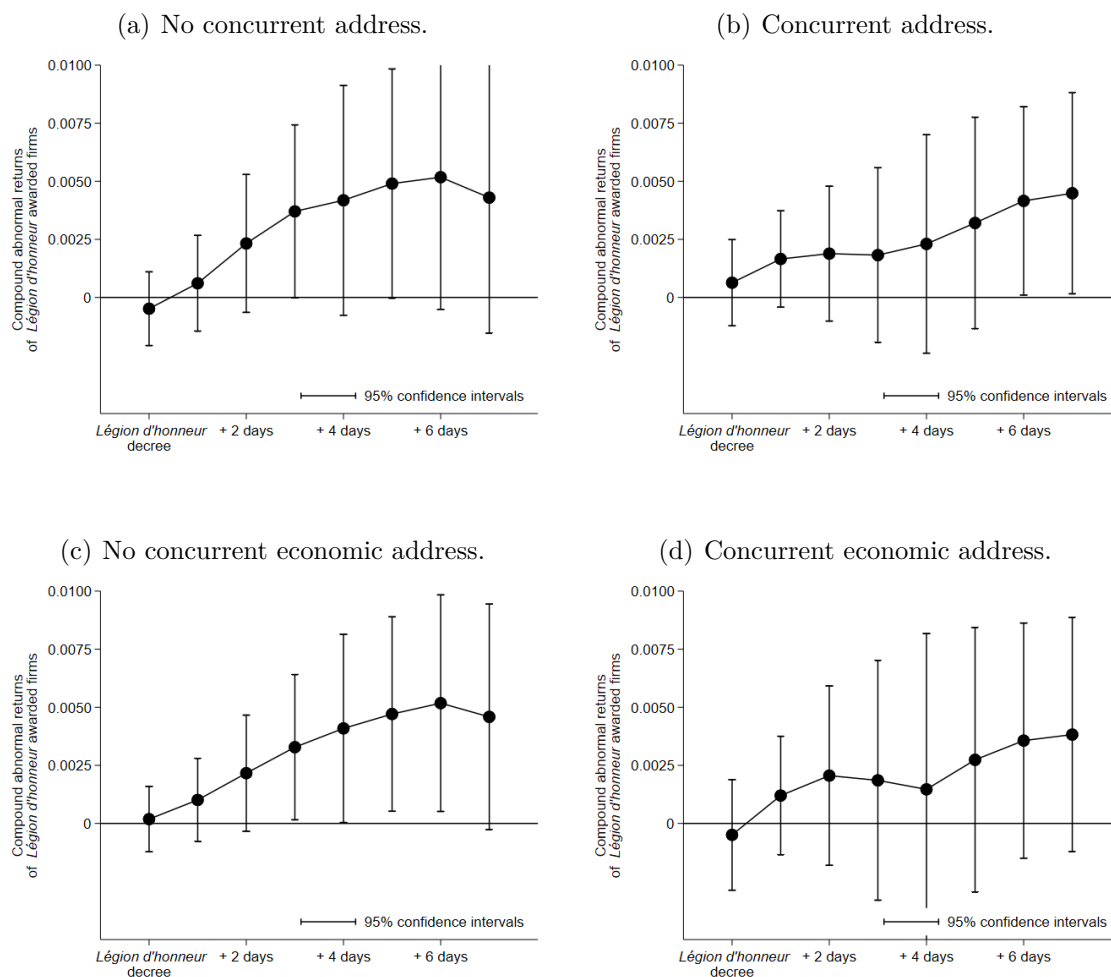 (a) No concurrent address.
0.0100
0.0075
0.0050
0.0025
0
Compound abnormal returns
of Légion d'honneur awarded firms
95% confidence intervals
Légion d'honneur
decree
+ 2 days
+ 4 days
+ 6 days
(b) Concurrent address.
0.0100
0.0075
0.0050
0.0025
0
Compound abnormal returns
of Légion d'honneur awarded firms
95% confidence intervals
Légion d'honneur
decree
+ 2 days
+ 4 days
+ 6 days
(c) No concurrent economic address.
0.0100
0.0075
0.0050
0.0025
0
Compound abnormal returns
of Légion d'honneur awarded firms
95% confidence intervals
Légion d'honneur
decree
+ 2 days
+ 4 days
+ 6 days
(d) Concurrent economic address.
0.0100
0.0075
0.0050
0.0025
0
Compound abnormal returns
of Légion d'honneur awarded firms
95% confidence intervals
Légion d'honneur
decree
+ 2 days
+ 4 days
+ 6 days